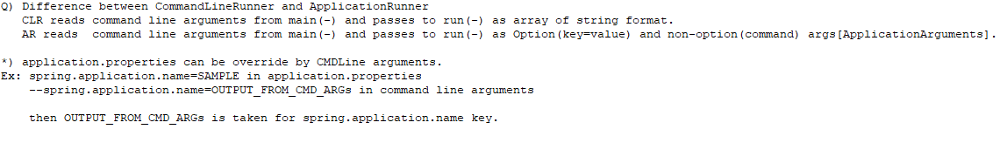 Q) Difference between CommandLineRunner and ApplicationRunner
CLR reads command line arguments from main(-) and passes to run(-) as array of string format.
AR reads  command line arguments from main(-) and passes to run(-) as Option(key=value) and non-option(command) args[ApplicationArguments].
*) application.properties can be override by CMDLine arguments.
Ex: spring.application.name=SAMPLE in application.properties
--spring.application.name=OUTPUT_FROM_CMD_ARGs in command line arguments
then OUTPUT_FROM_CMD_ARGs is taken for spring.application.name key.